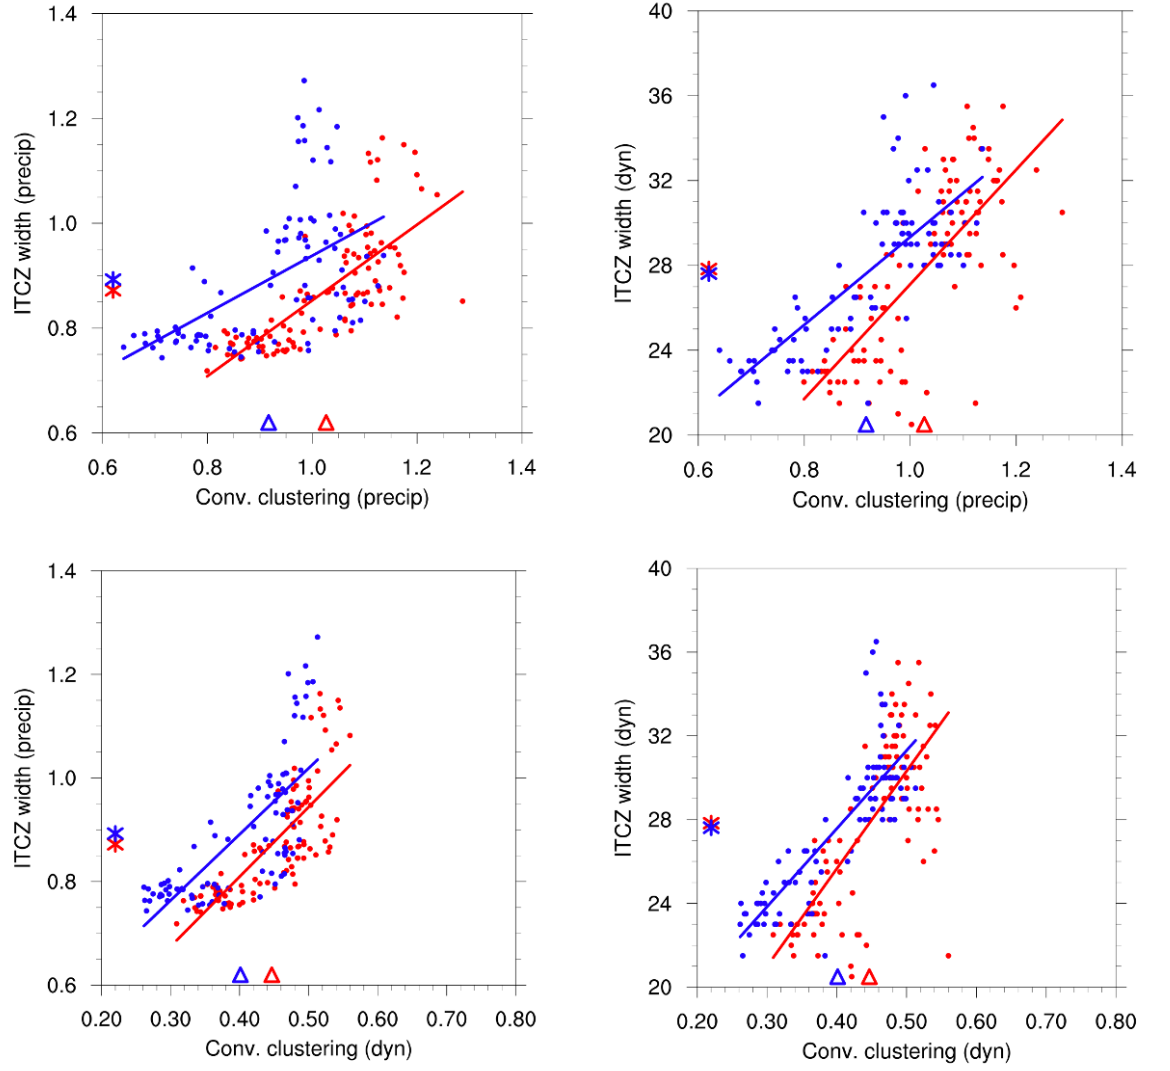 1.4
1.2
1.0
0.8
0.6
ITCZ width (precip)
0.6 0.8 1.0 1.2 1.4
Conv. clustering (precip)
40
36
32
28
24
20
ITCZ width (dyn)
0.6 0.8 1.0 1.2 1.4
Conv. clustering (precip)
1.4
1.2
1.0
0.8
0.6
ITCZ width (precip)
0.20 0.30 0.40 0.50 0.60 0.70 0.80
Conv. clustering (dyn)
40
36
32
28
24
20
ITCZ width (dyn)
0.20 0.30 0.40 0.50 0.60 0.70 0.80
Conv. clustering (dyn)